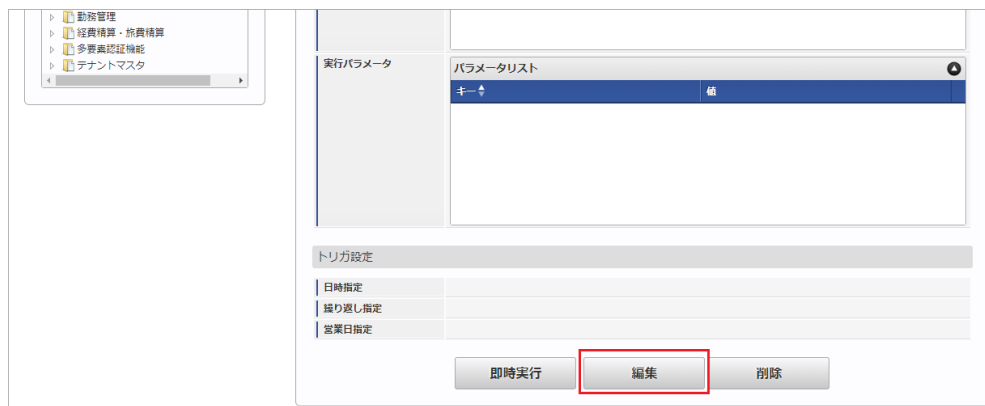 勤務管理
経費積算・旅費積算
多要素認証機能
テナントマスタ
実行パラメータ
パラメータリスト
キー
値
トリガ設定
日時指定
繰り返し指定
営業日指定
即時実行
編集
削除